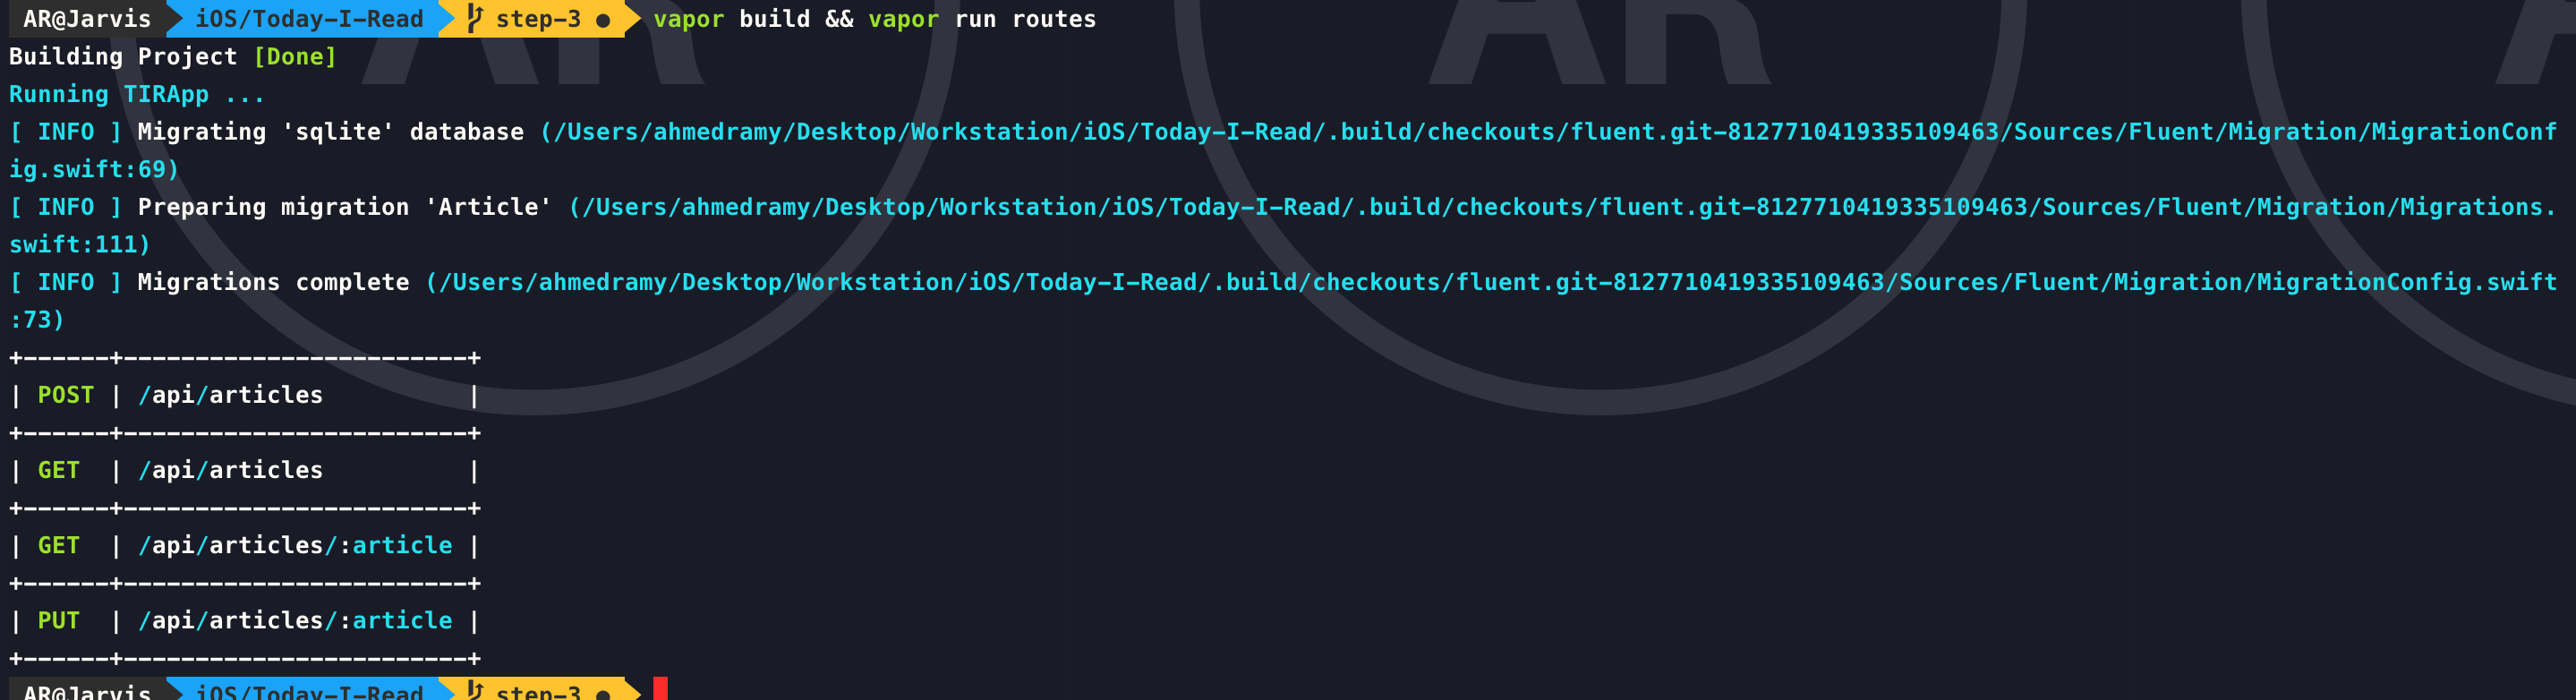 AR@Jarvis iOS/Today-I-Read step-3 ● vapor build && vapor run routes
Building Project [Done]
Running TIRApp ...
[ INFO ] Migrating 'sqlite' database (/Users/ahmedramy/Desktop/Workstation/iOS/Today-I-Read/.build/checkouts/fluent.git-8127710419335109463/Sources/Fluent/Migration/MigrationConf
ig.swift:69)
[ INFO ] Preparing migration 'Article' (/Users/ahmedramy/Desktop/Workstation/iOS/Today-I-Read/.build/checkouts/fluent.git-8127710419335109463/Sources/Fluent/Migration/Migrations.
swift:111)
[ INFO ] Migrations complete (/Users/ahmedramy/Desktop/Workstation/iOS/Today-I-Read/.build/checkouts/fluent.git-8127710419335109463/Sources/Fluent/Migration/MigrationConfig.swift
:73)
+------+------------------------+
| POST | /api/articles          |
+------+------------------------+
| GET  | /api/articles          |
+------+------------------------+
| GET  | /api/articles/:article |
+------+------------------------+
| PUT  | /api/articles/:article |
+------+------------------------+
AR@Jarvis iOS/Today-I-Read step-3 ●
AR AR